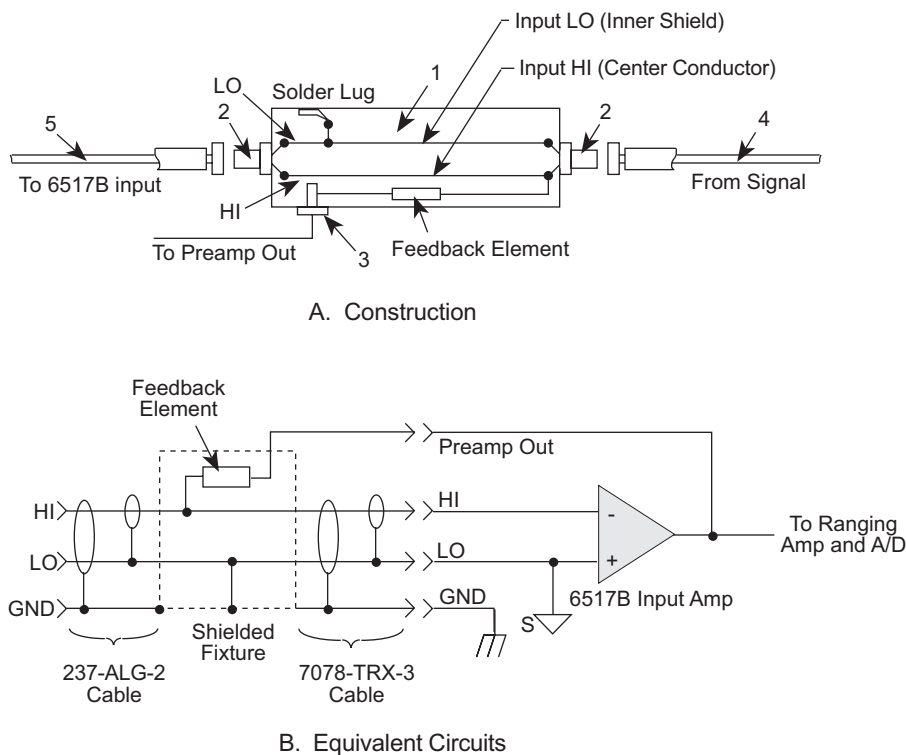 Input LO (Inner Shield)
Input HI (Center Conductor)
LO
Solder Lug
1
2
2
5
4
To 6517B input
From Signal
HI
To Preamp Out
3
Feedback Element
A. Construction
Feedback
Element
Preamp Out
HI
HI
-
To Ranging
Amp and A/D
LO
LO
+
6517B Input Amp
GND
GND
S
Shielded
Fixture
237-ALG-2
Cable
7078-TRX-3
Cable
B. Equivalent Circuits